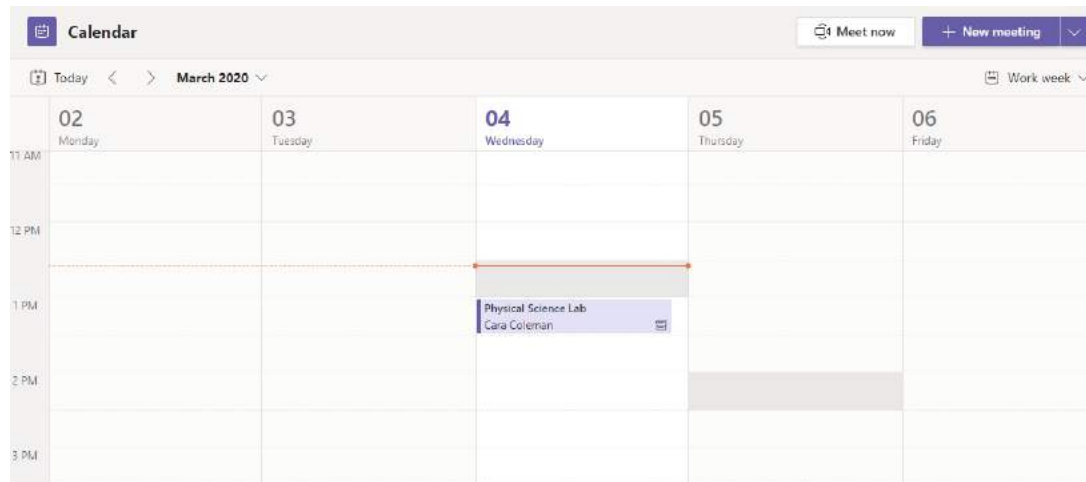 Calendar
Meet now
New meeting
Today
March 2020
Work week
02
Monday
03
Tuesday
04
Wednesday
05
Thursday
06
Friday
11 AM
12 PM
1 PM
Physical Science Lab
Cara Coleman
2 PM
3 PM